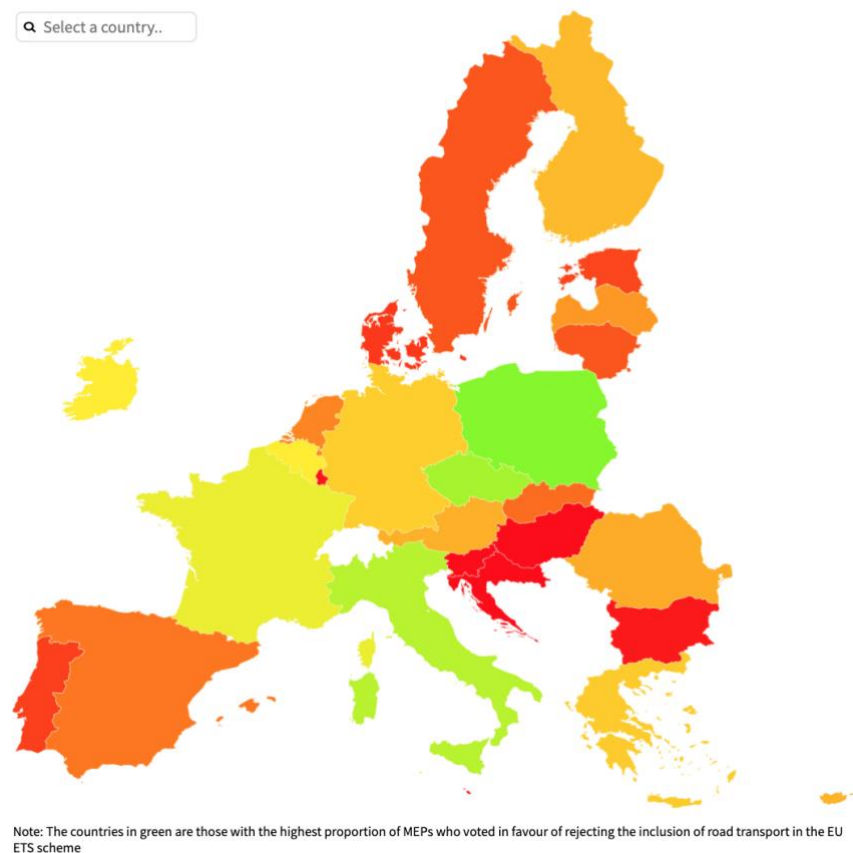 Select a country..
Note: The countries in green are those with the highest proportion of MEPs who voted in favour of rejecting the inclusion of road transport in the EU
ETS scheme